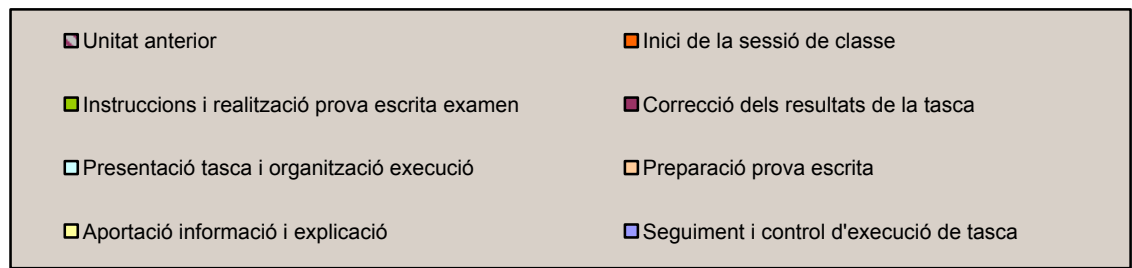 Unitat anterior
Inici de la sessió de classe
Instruccions i realització prova escrita examen
Correcció dels resultats de la tasca
Presentació tasca i organització execució
Preparació prova escrita
Aportació informació i explicació
Seguiment i control d'execució de tasca